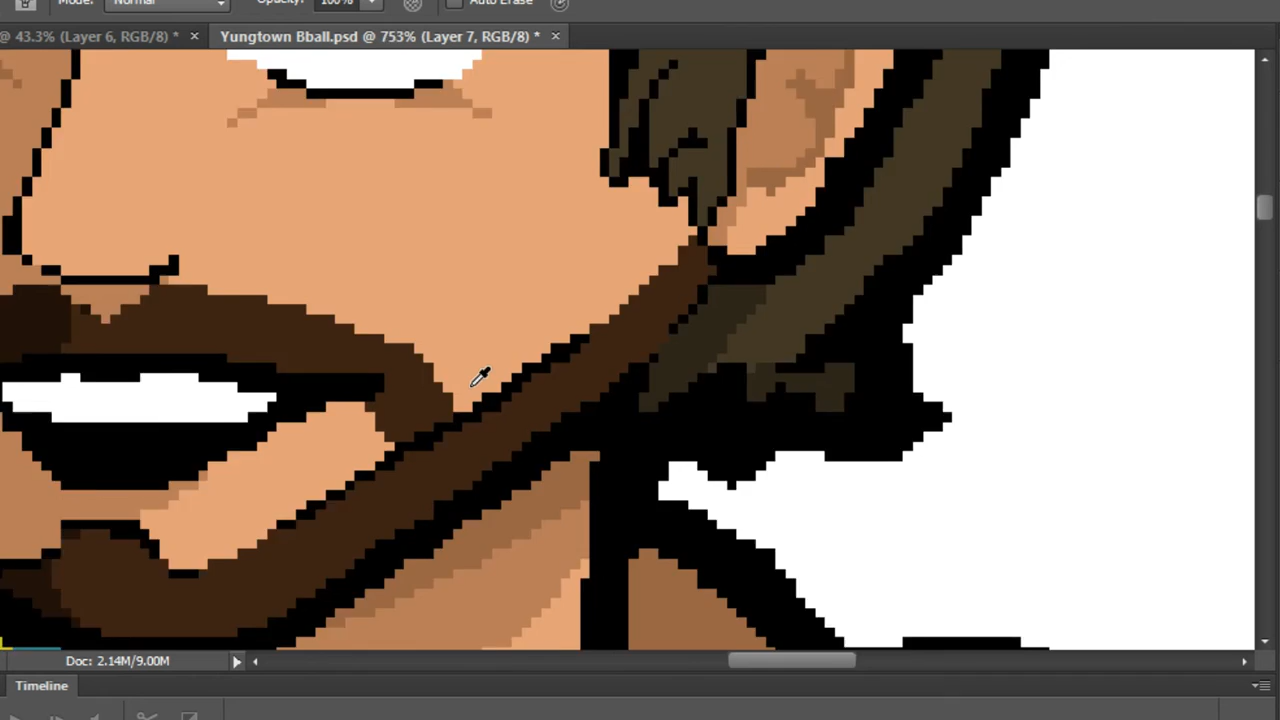 Mode: Normal Opacity: 100% Auto Erase
@ 43.3% (Layer 6, RGB/8) * × Yungtown Bball.psd @ 753% (Layer 7, RGB/8) * ×
Doc: 2.14M/9.00M
Timeline